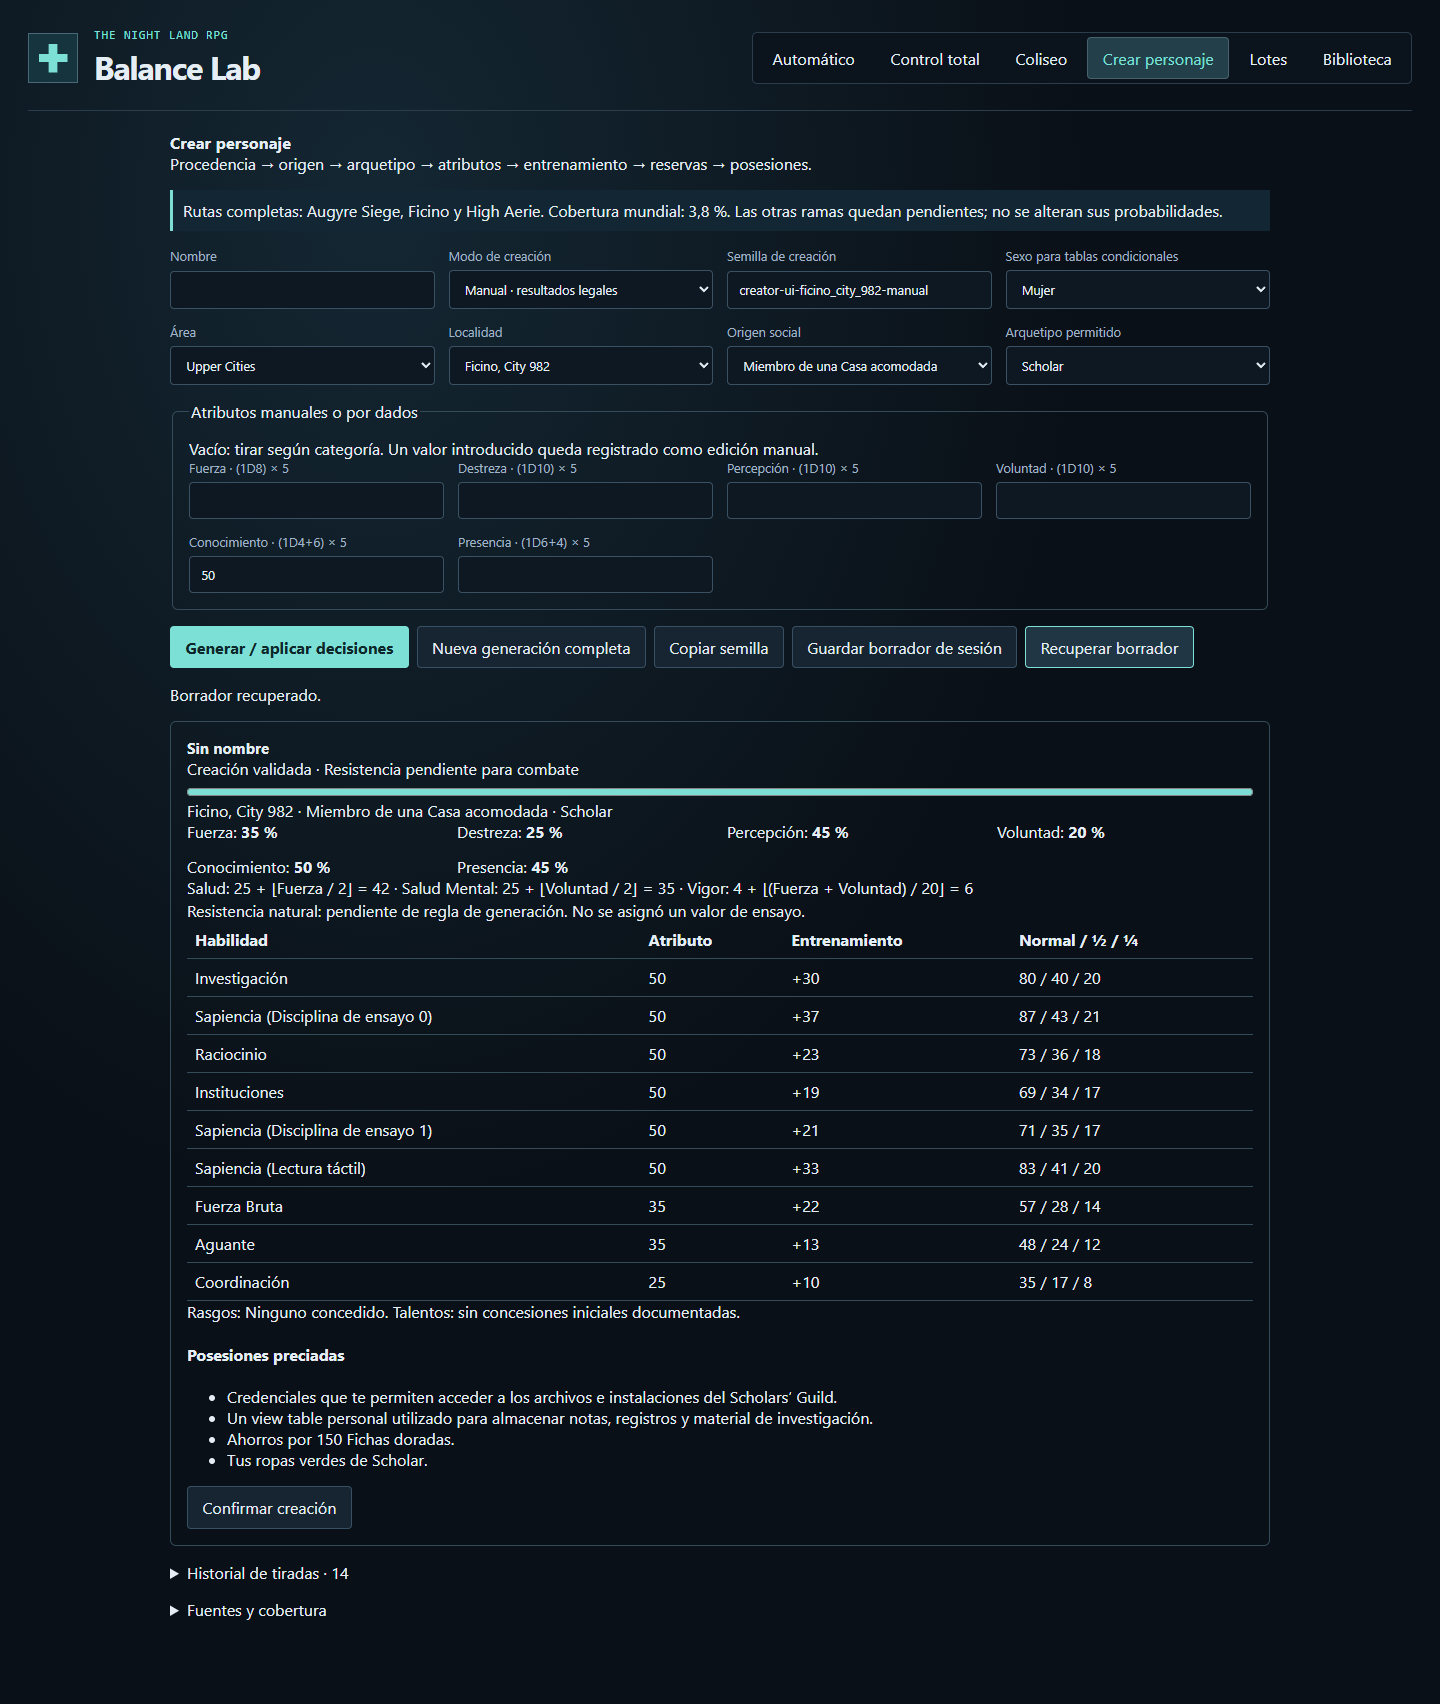 THE NIGHT LAND RPG
Balance Lab
Automático
Control total
Coliseo
Crear personaje
Lotes
Biblioteca
Crear personaje
Procedencia → origen → arquetipo → atributos → entrenamiento → reservas → posesiones.
Rutas completas: Augyre Siege, Ficino y High Aerie. Cobertura mundial: 3,8 %. Las otras ramas quedan pendientes; no se alteran sus probabilidades.
Nombre
Modo de creación
Semilla de creación
Sexo para tablas condicionales
Manual · resultados legales
creator-ui-ficino_city_982-manual
Mujer
Área
Localidad
Origen social
Arquetipo permitido
Upper Cities
Ficino, City 982
Miembro de una Casa acomodada
Scholar
Atributos manuales o por dados
Vacío: tirar según categoría. Un valor introducido queda registrado como edición manual.
Fuerza · (1D8) × 5
Destreza · (1D10) × 5
Percepción · (1D10) × 5
Voluntad · (1D10) × 5
Conocimiento · (1D4+6) × 5
Presencia · (1D6+4) × 5
50
Generar / aplicar decisiones
Nueva generación completa
Copiar semilla
Guardar borrador de sesión
Recuperar borrador
Borrador recuperado.
Sin nombre
Creación validada · Resistencia pendiente para combate
Ficino, City 982 · Miembro de una Casa acomodada · Scholar
Fuerza: 35 %
Destreza: 25 %
Percepción: 45 %
Voluntad: 20 %
Conocimiento: 50 %
Presencia: 45 %
Salud: 25 + ⌊Fuerza / 2⌋ = 42 · Salud Mental: 25 + ⌊Voluntad / 2⌋ = 35 · Vigor: 4 + ⌊(Fuerza + Voluntad) / 20⌋ = 6
Resistencia natural: pendiente de regla de generación. No se asignó un valor de ensayo.
Habilidad Atributo Entrenamiento Normal / ½ / ¼
Investigación 50 +30 80 / 40 / 20
Sapiencia (Disciplina de ensayo 0) 50 +37 87 / 43 / 21
Raciocinio 50 +23 73 / 36 / 18
Instituciones 50 +19 69 / 34 / 17
Sapiencia (Disciplina de ensayo 1) 50 +21 71 / 35 / 17
Sapiencia (Lectura táctil) 50 +33 83 / 41 / 20
Fuerza Bruta 35 +22 57 / 28 / 14
Aguante 35 +13 48 / 24 / 12
Coordinación 25 +10 35 / 17 / 8
Rasgos: Ninguno concedido. Talentos: sin concesiones iniciales documentadas.
Posesiones preciadas
• Credenciales que te permiten acceder a los archivos e instalaciones del Scholars’ Guild.
• Un view table personal utilizado para almacenar notas, registros y material de investigación.
• Ahorros por 150 Fichas doradas.
• Tus ropas verdes de Scholar.
Confirmar creación
▶ Historial de tiradas · 14
▶ Fuentes y cobertura